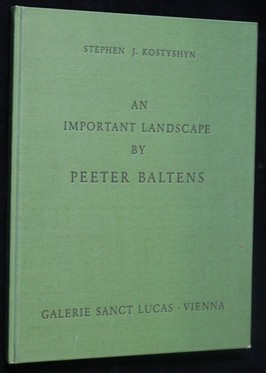 STEPHEN J. KOSTYSHYN
AN
IMPORTANT LANDSCAPE
BY
PEETER BALTENS
GALERIE SANCT LUCAS · VIENNA